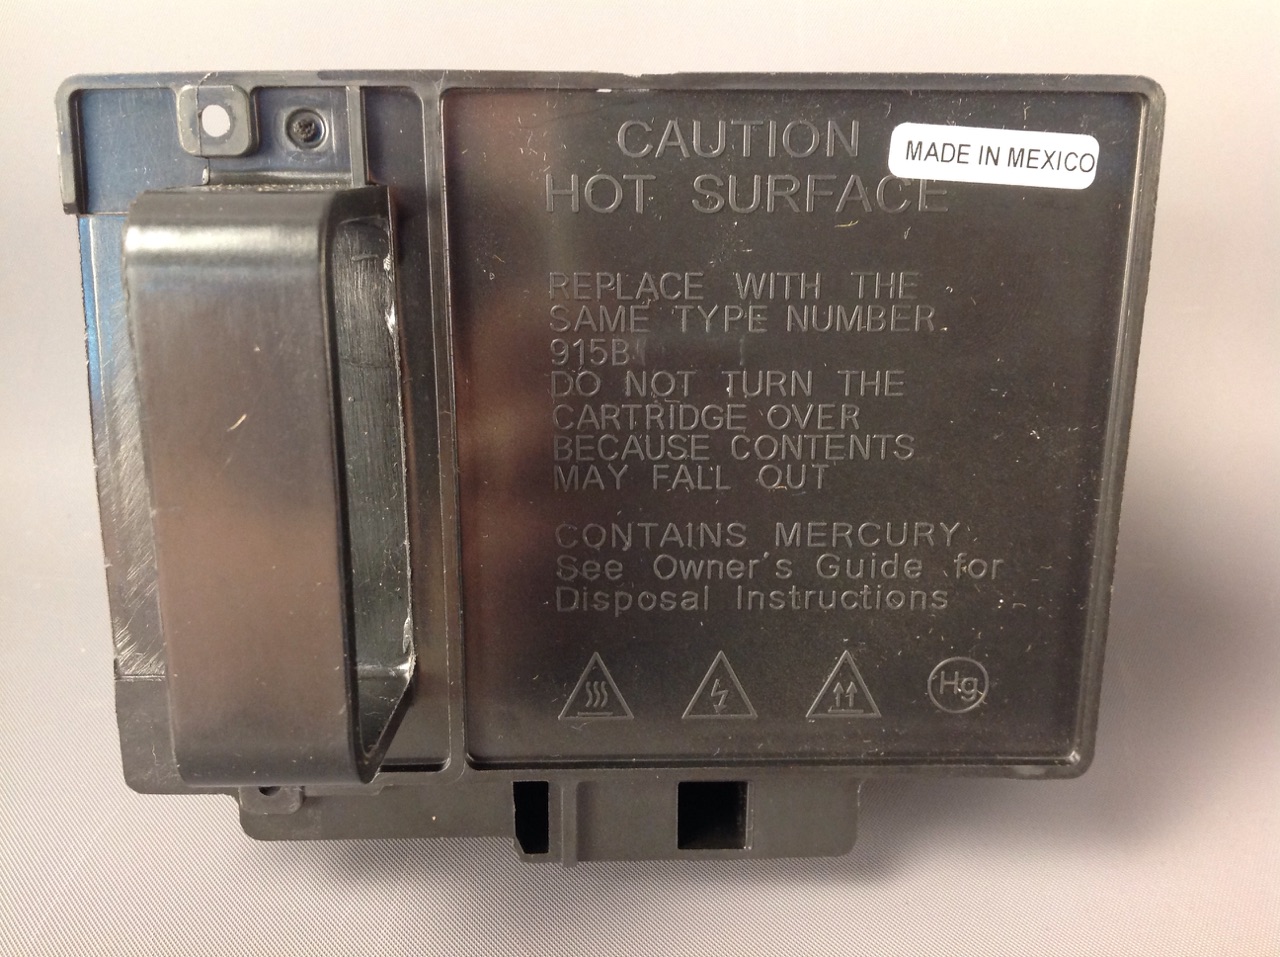 CAUTION
HOT SURFACE
MADE IN MEXICO
REPLACE WITH THE
SAME TYPE NUMBER
915B
DO NOT TURN THE
CARTRIDGE OVER
BECAUSE CONTENTS
MAY FALL OUT
CONTAINS MERCURY
See Owner's Guide for
Disposal Instructions
Hg